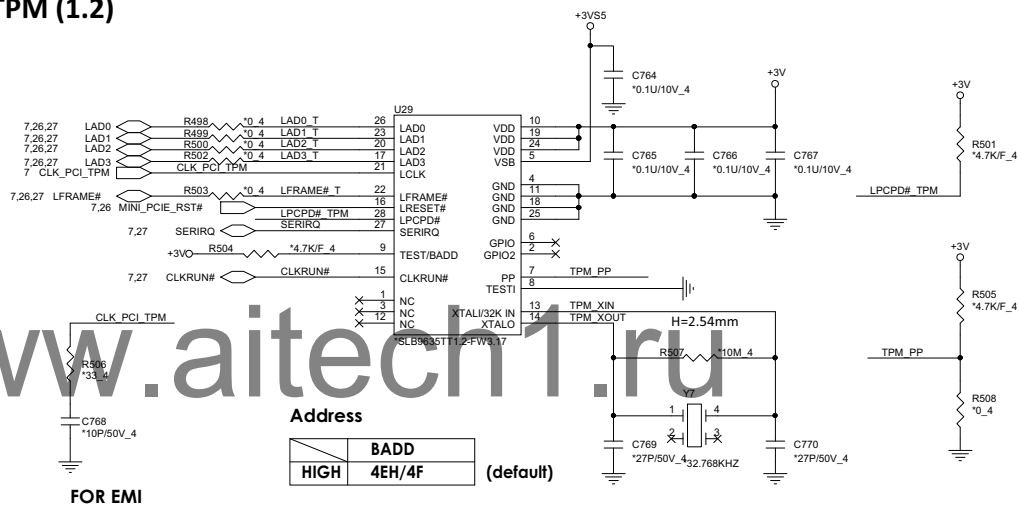 TPM (1.2)
+3VS5
C764
*0.1U/10V_4
+3V
+3V
U29
7,26,27 LAD0 R498 *0_4 LAD0_T 26 LAD0 VDD 10
7,26,27 LAD1 R499 *0_4 LAD1_T 23 LAD1 VDD 19
7,26,27 LAD2 R500 *0_4 LAD2_T 20 LAD2 VDD 24
7,26,27 LAD3 R502 *0_4 LAD3_T 17 LAD3 VSB 5
7 CLK_PCI_TPM CLK_PCI_TPM 21 LCLK
C765
*0.1U/10V_4
C766
*0.1U/10V_4
C767
*0.1U/10V_4
R501
*4.7K/F_4
GND 4
7,26,27 LFRAME# R503 *0_4 LFRAME#_T 22 LFRAME# GND 11
7,26 MINI_PCIE_RST# 16 LRESET# GND 18
LPCPD#_TPM 28 LPCPD# GND 25
7,27 SERIRQ SERIRQ 27 SERIRQ
LPCPD#_TPM
GPIO 6
+3V R504 *4.7K/F_4 9 TEST/BADD GPIO2 2
7,27 CLKRUN# CLKRUN# 15 CLKRUN# PP 7 TPM_PP
TESTI 8
1 NC
3 NC XTALI/32K IN 13 TPM_XIN
12 NC XTALO 14 TPM_XOUT
*SLB9635TT1.2-FW3.17
+3V
R505
*4.7K/F_4
TPM_PP
R508
*0_4
H=2.54mm
R507 *10M_4
Y7
1 4
2 3
*32.768KHZ
C769
*27P/50V_4
C770
*27P/50V_4
CLK_PCI_TPM
R506
*33_4
C768
*10P/50V_4
FOR EMI
www.aitech1.ru
Address
BADD
HIGH 4EH/4F (default)